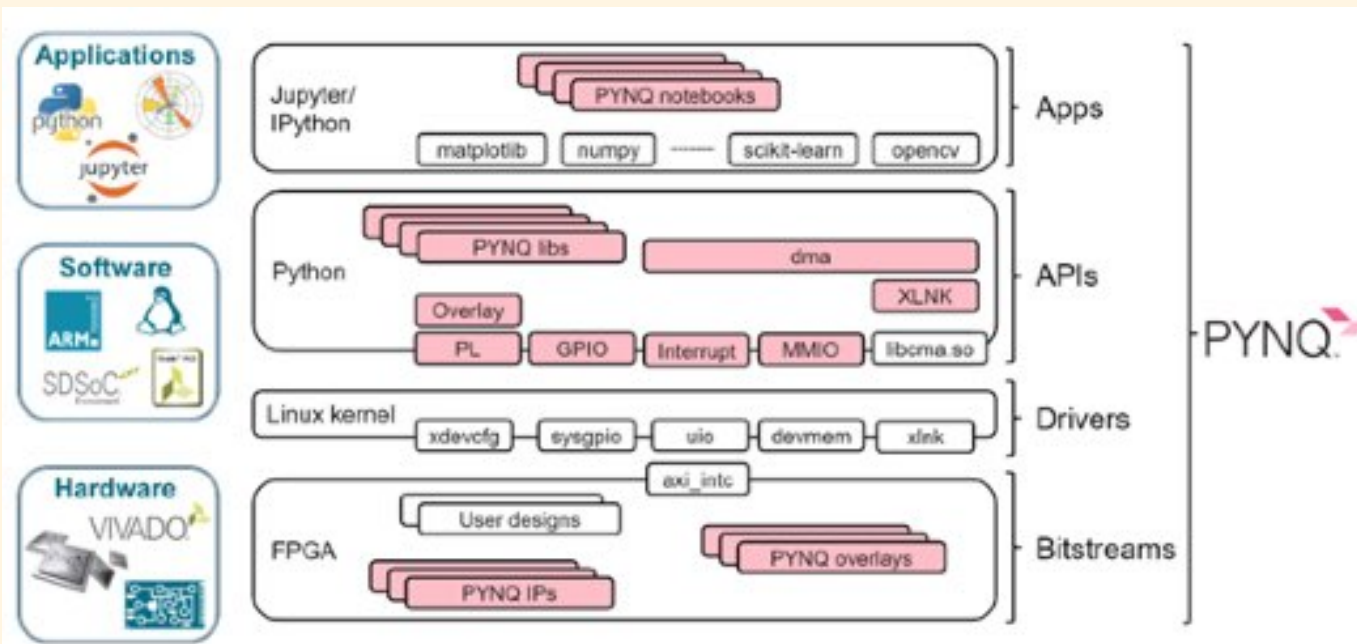 Applications
python
jupyter
Jupyter/
IPython
PYNQ notebooks
matplotlib numpy scikit-learn opencv
Apps
Software
ARM
SDSoC
Python
PYNQ libs
dma
XLNK
Overlay
PL GPIO Interrupt MMIO libcma.so
APIs
Linux kernel
xdevcfg sysgpio uio devmem xlnk
Drivers
Hardware
VIVADO
FPGA
axi_intc
User designs
PYNQ overlays
PYNQ IPs
Bitstreams
PYNQ